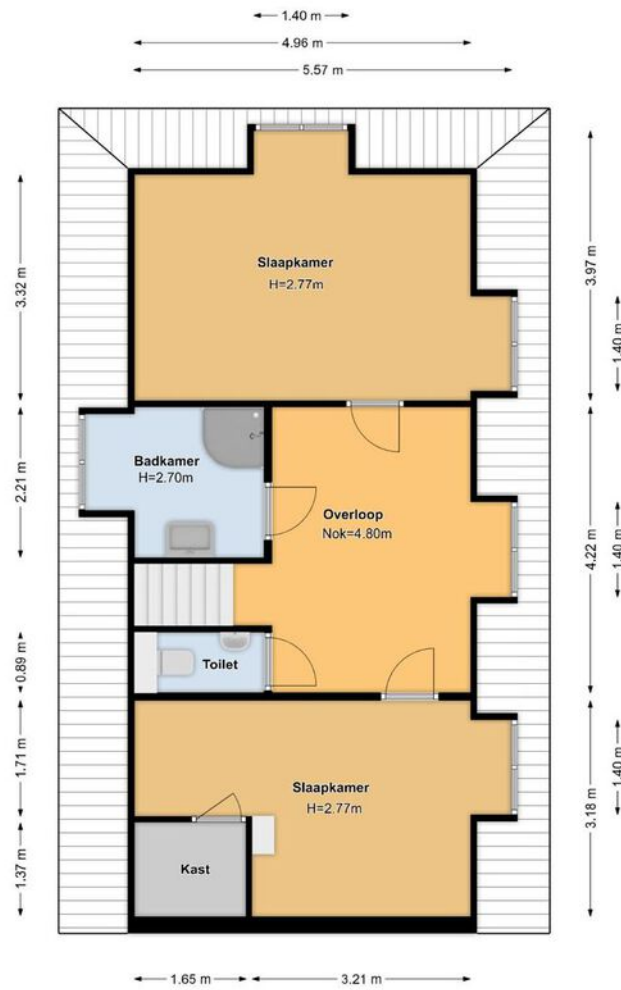 1.40 m
4.96 m
5.57 m
Slaapkamer
H=2.77m
3.32 m
3.97 m
1.40 m
Badkamer
H=2.70m
2.21 m
Overloop
Nok=4.80m
4.22 m
1.40 m
Toilet
0.89 m
1.71 m
Slaapkamer
H=2.77m
3.18 m
1.40 m
Kast
1.37 m
1.65 m
3.21 m